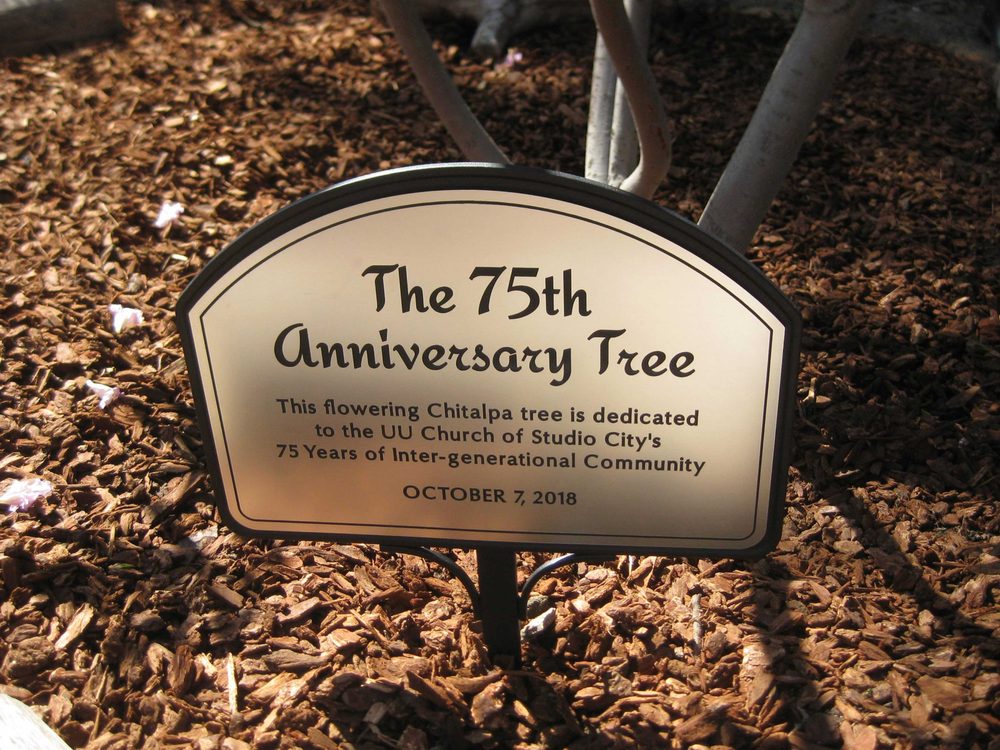 The 75th
Anniversary Tree
This flowering Chitalpa tree is dedicated
to the UU Church of Studio City's
75 Years of Inter-generational Community
OCTOBER 7, 2018